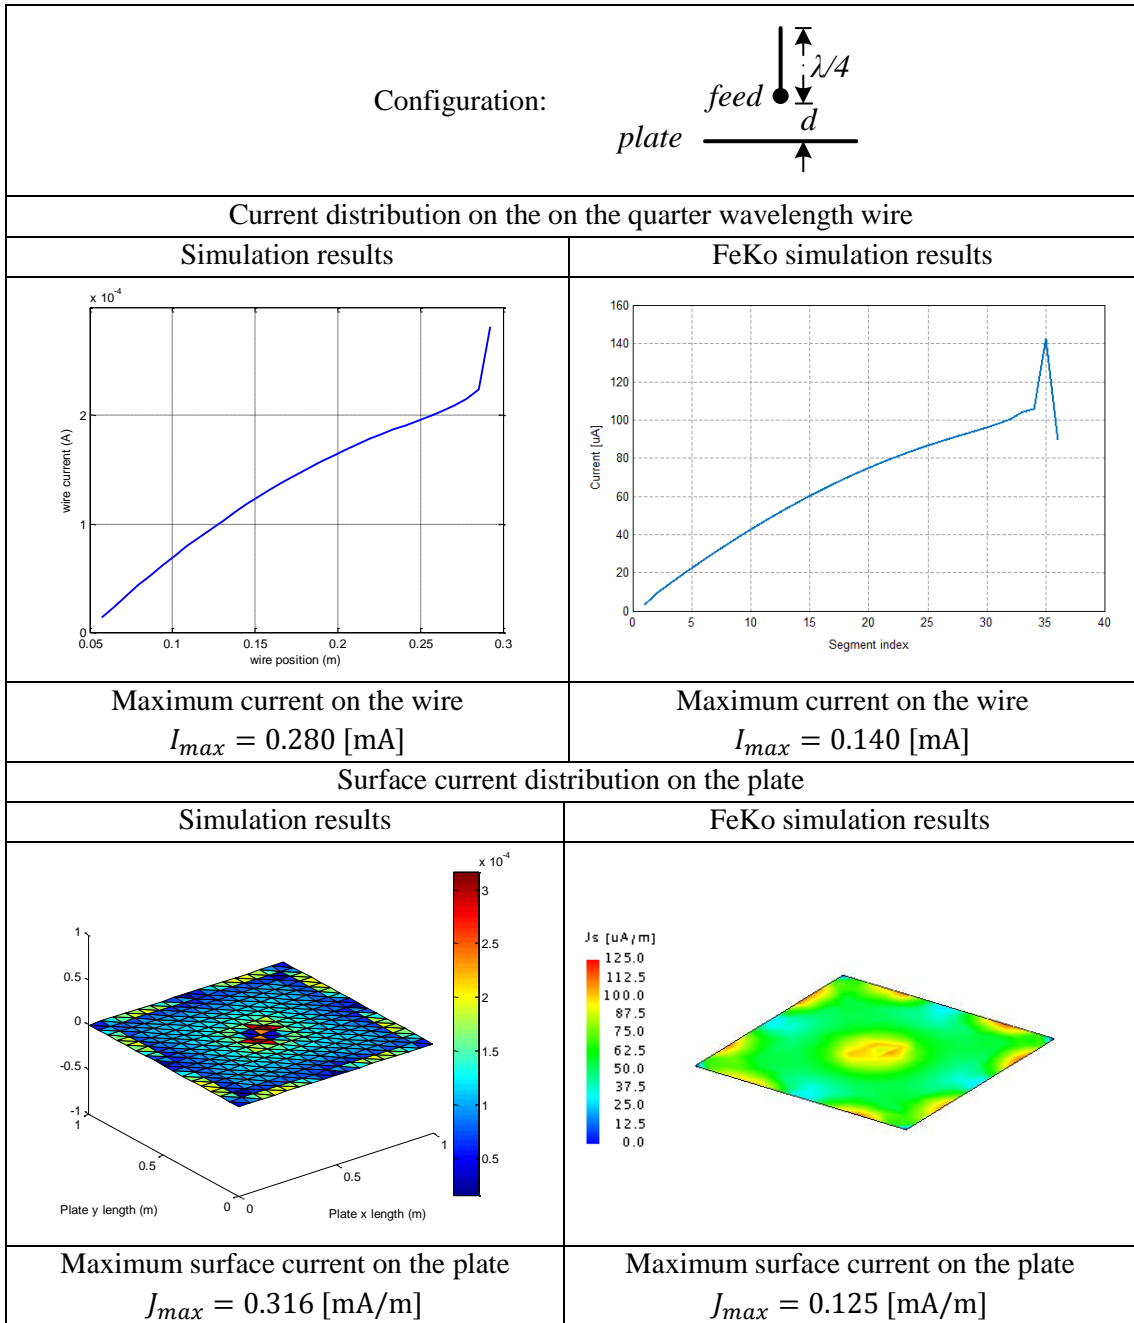 Configuration:
feed
λ/4
d
plate
Current distribution on the on the quarter wavelength wire
Simulation results
FeKo simulation results
x 10⁻⁴
2
1
0
wire current (A)
0.05 0.1 0.15 0.2 0.25 0.3
wire position (m)
160
140
120
100
80
60
40
20
0
Current [uA]
0 5 10 15 20 25 30 35 40
Segment index
Maximum current on the wire
I_max = 0.280 [mA]
Maximum current on the wire
I_max = 0.140 [mA]
Surface current distribution on the plate
Simulation results
FeKo simulation results
1
0.5
0
-0.5
-1
1
0.5
0
Plate y length (m)
0
0.5
1
Plate x length (m)
x 10⁻⁴
3
2.5
2
1.5
1
0.5
Js [uA/m]
125.0
112.5
100.0
87.5
75.0
62.5
50.0
37.5
25.0
12.5
0.0
Maximum surface current on the plate
J_max = 0.316 [mA/m]
Maximum surface current on the plate
J_max = 0.125 [mA/m]